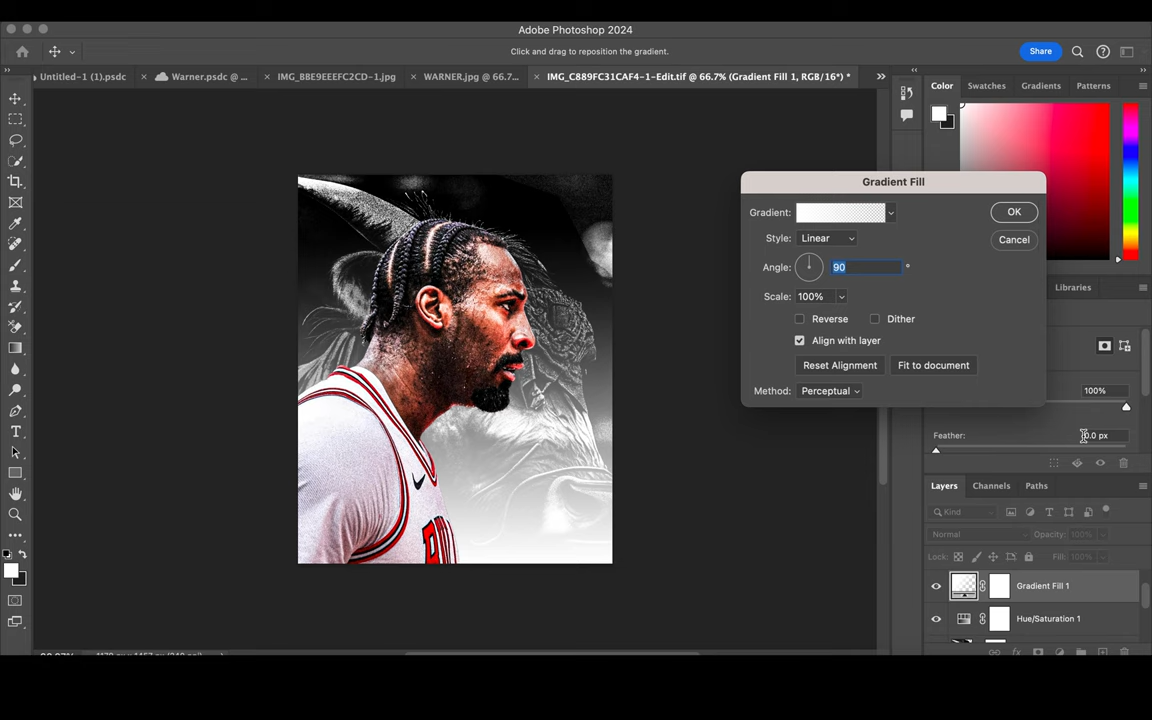 Adobe Photoshop 2024
Click and drag to reposition the gradient.
Share
Untitled-1 (1).psdc
Warner.psdc @ ...
IMG_BBE9EEEFC2CD-1.jpg
WARNER.jpg @ 66.7...
IMG_C889FC31CAF4-1-Edit.tif @ 66.7% (Gradient Fill 1, RGB/16*) *
Color
Swatches
Gradients
Patterns
Gradient Fill
Gradient:
OK
Style: Linear
Cancel
Angle: 90 °
Scale: 100%
Reverse
Dither
Align with layer
Reset Alignment
Fit to document
Method: Perceptual
Libraries
100%
Feather:
0.0 px
Layers
Channels
Paths
Kind
Normal
Opacity: 100%
Lock:
Fill: 100%
Gradient Fill 1
Hue/Saturation 1